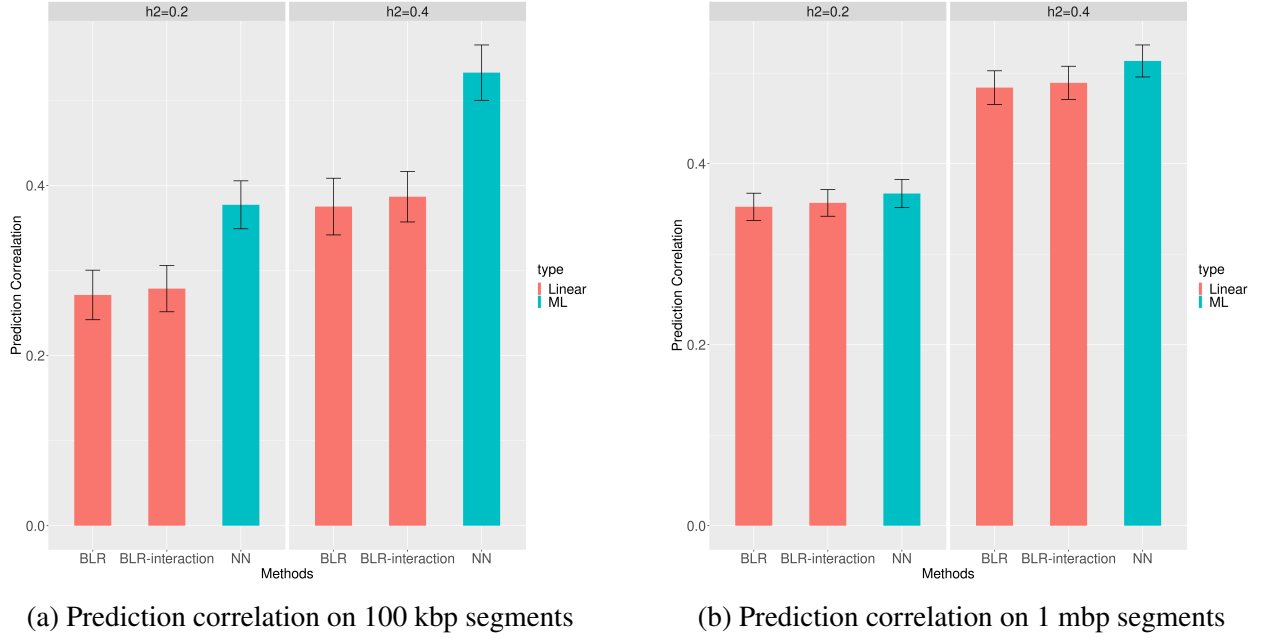 h2=0.2
h2=0.4
Prediction Correalation
0.4
0.2
0.0
BLR
BLR-interaction
NN
BLR
BLR-interaction
NN
Methods
type
Linear
ML
(a) Prediction correlation on 100 kbp segments
h2=0.2
h2=0.4
Prediction Correlation
0.4
0.2
0.0
BLR
BLR-interaction
NN
BLR
BLR-interaction
NN
Methods
type
Linear
ML
(b) Prediction correlation on 1 mbp segments